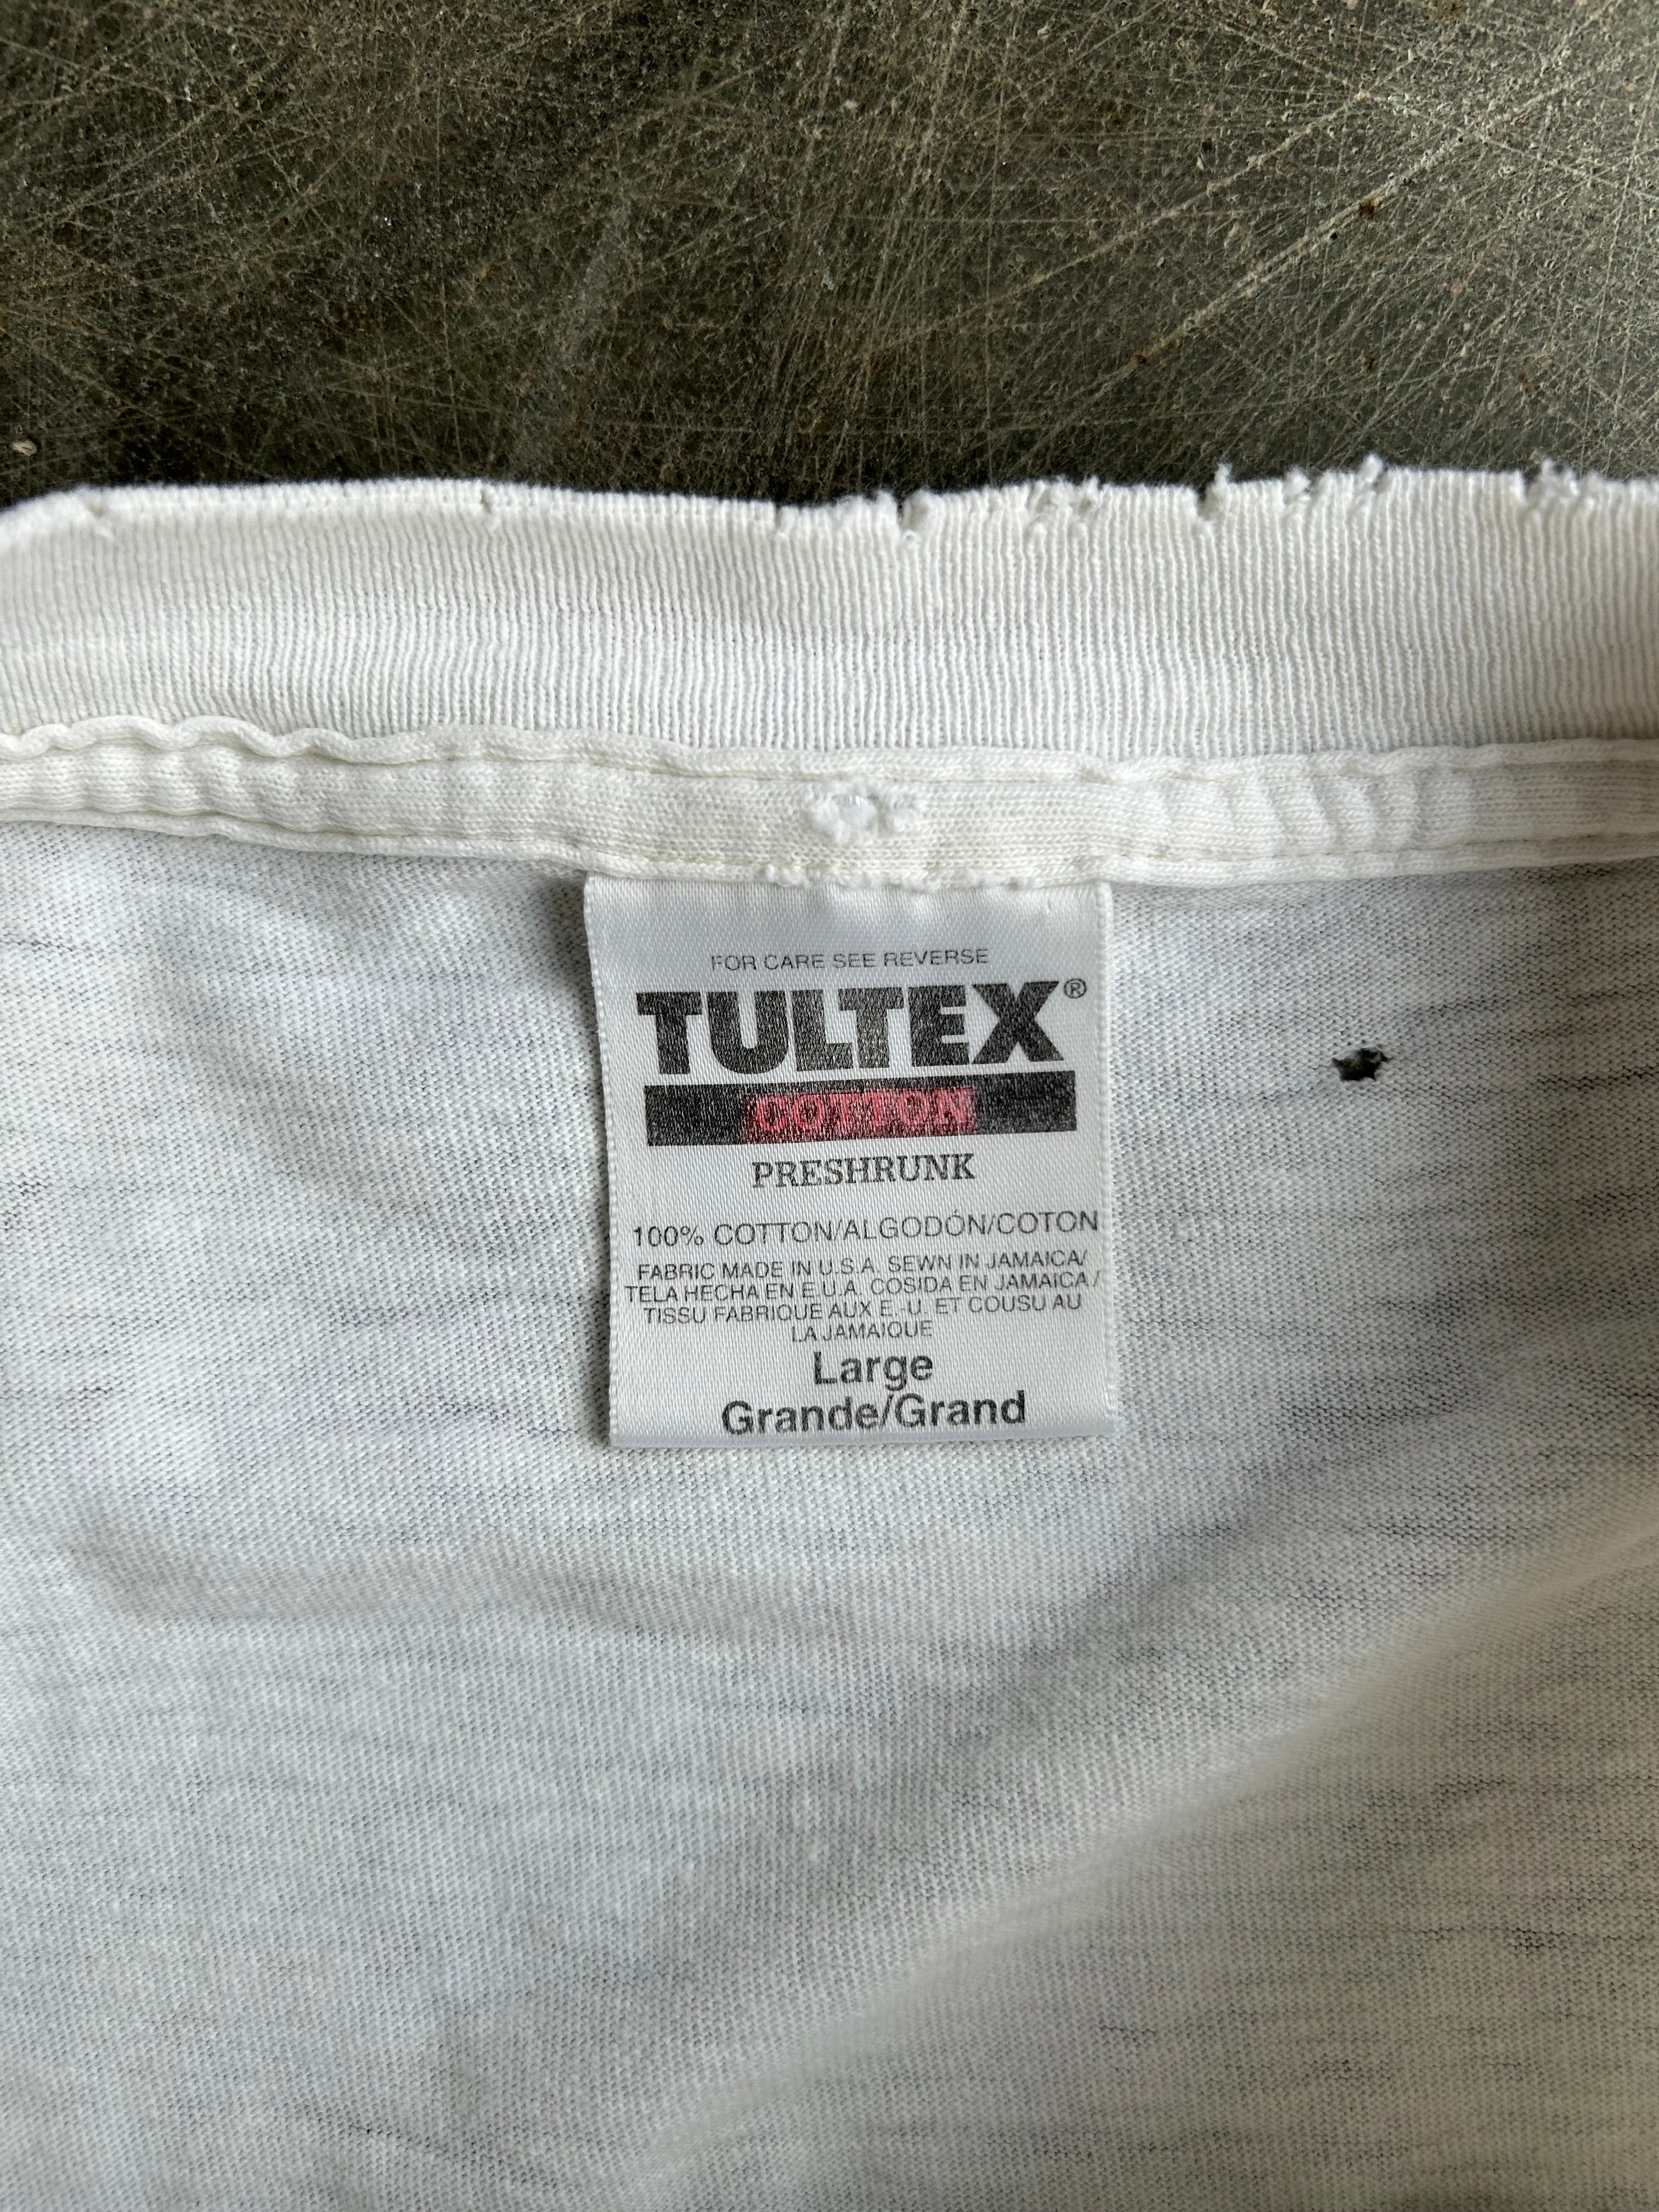 FOR CARE SEE REVERSE
TULTEX®
COTTON
PRESHRUNK
100% COTTON/ALGODÓN/COTON
FABRIC MADE IN U.S.A. SEWN IN JAMAICA/
TELA HECHA EN E.U.A. COSIDA EN JAMAICA/
TISSU FABRIQUE AUX E.-U. ET COUSU AU
LA JAMAIQUE
Large
Grande/Grand